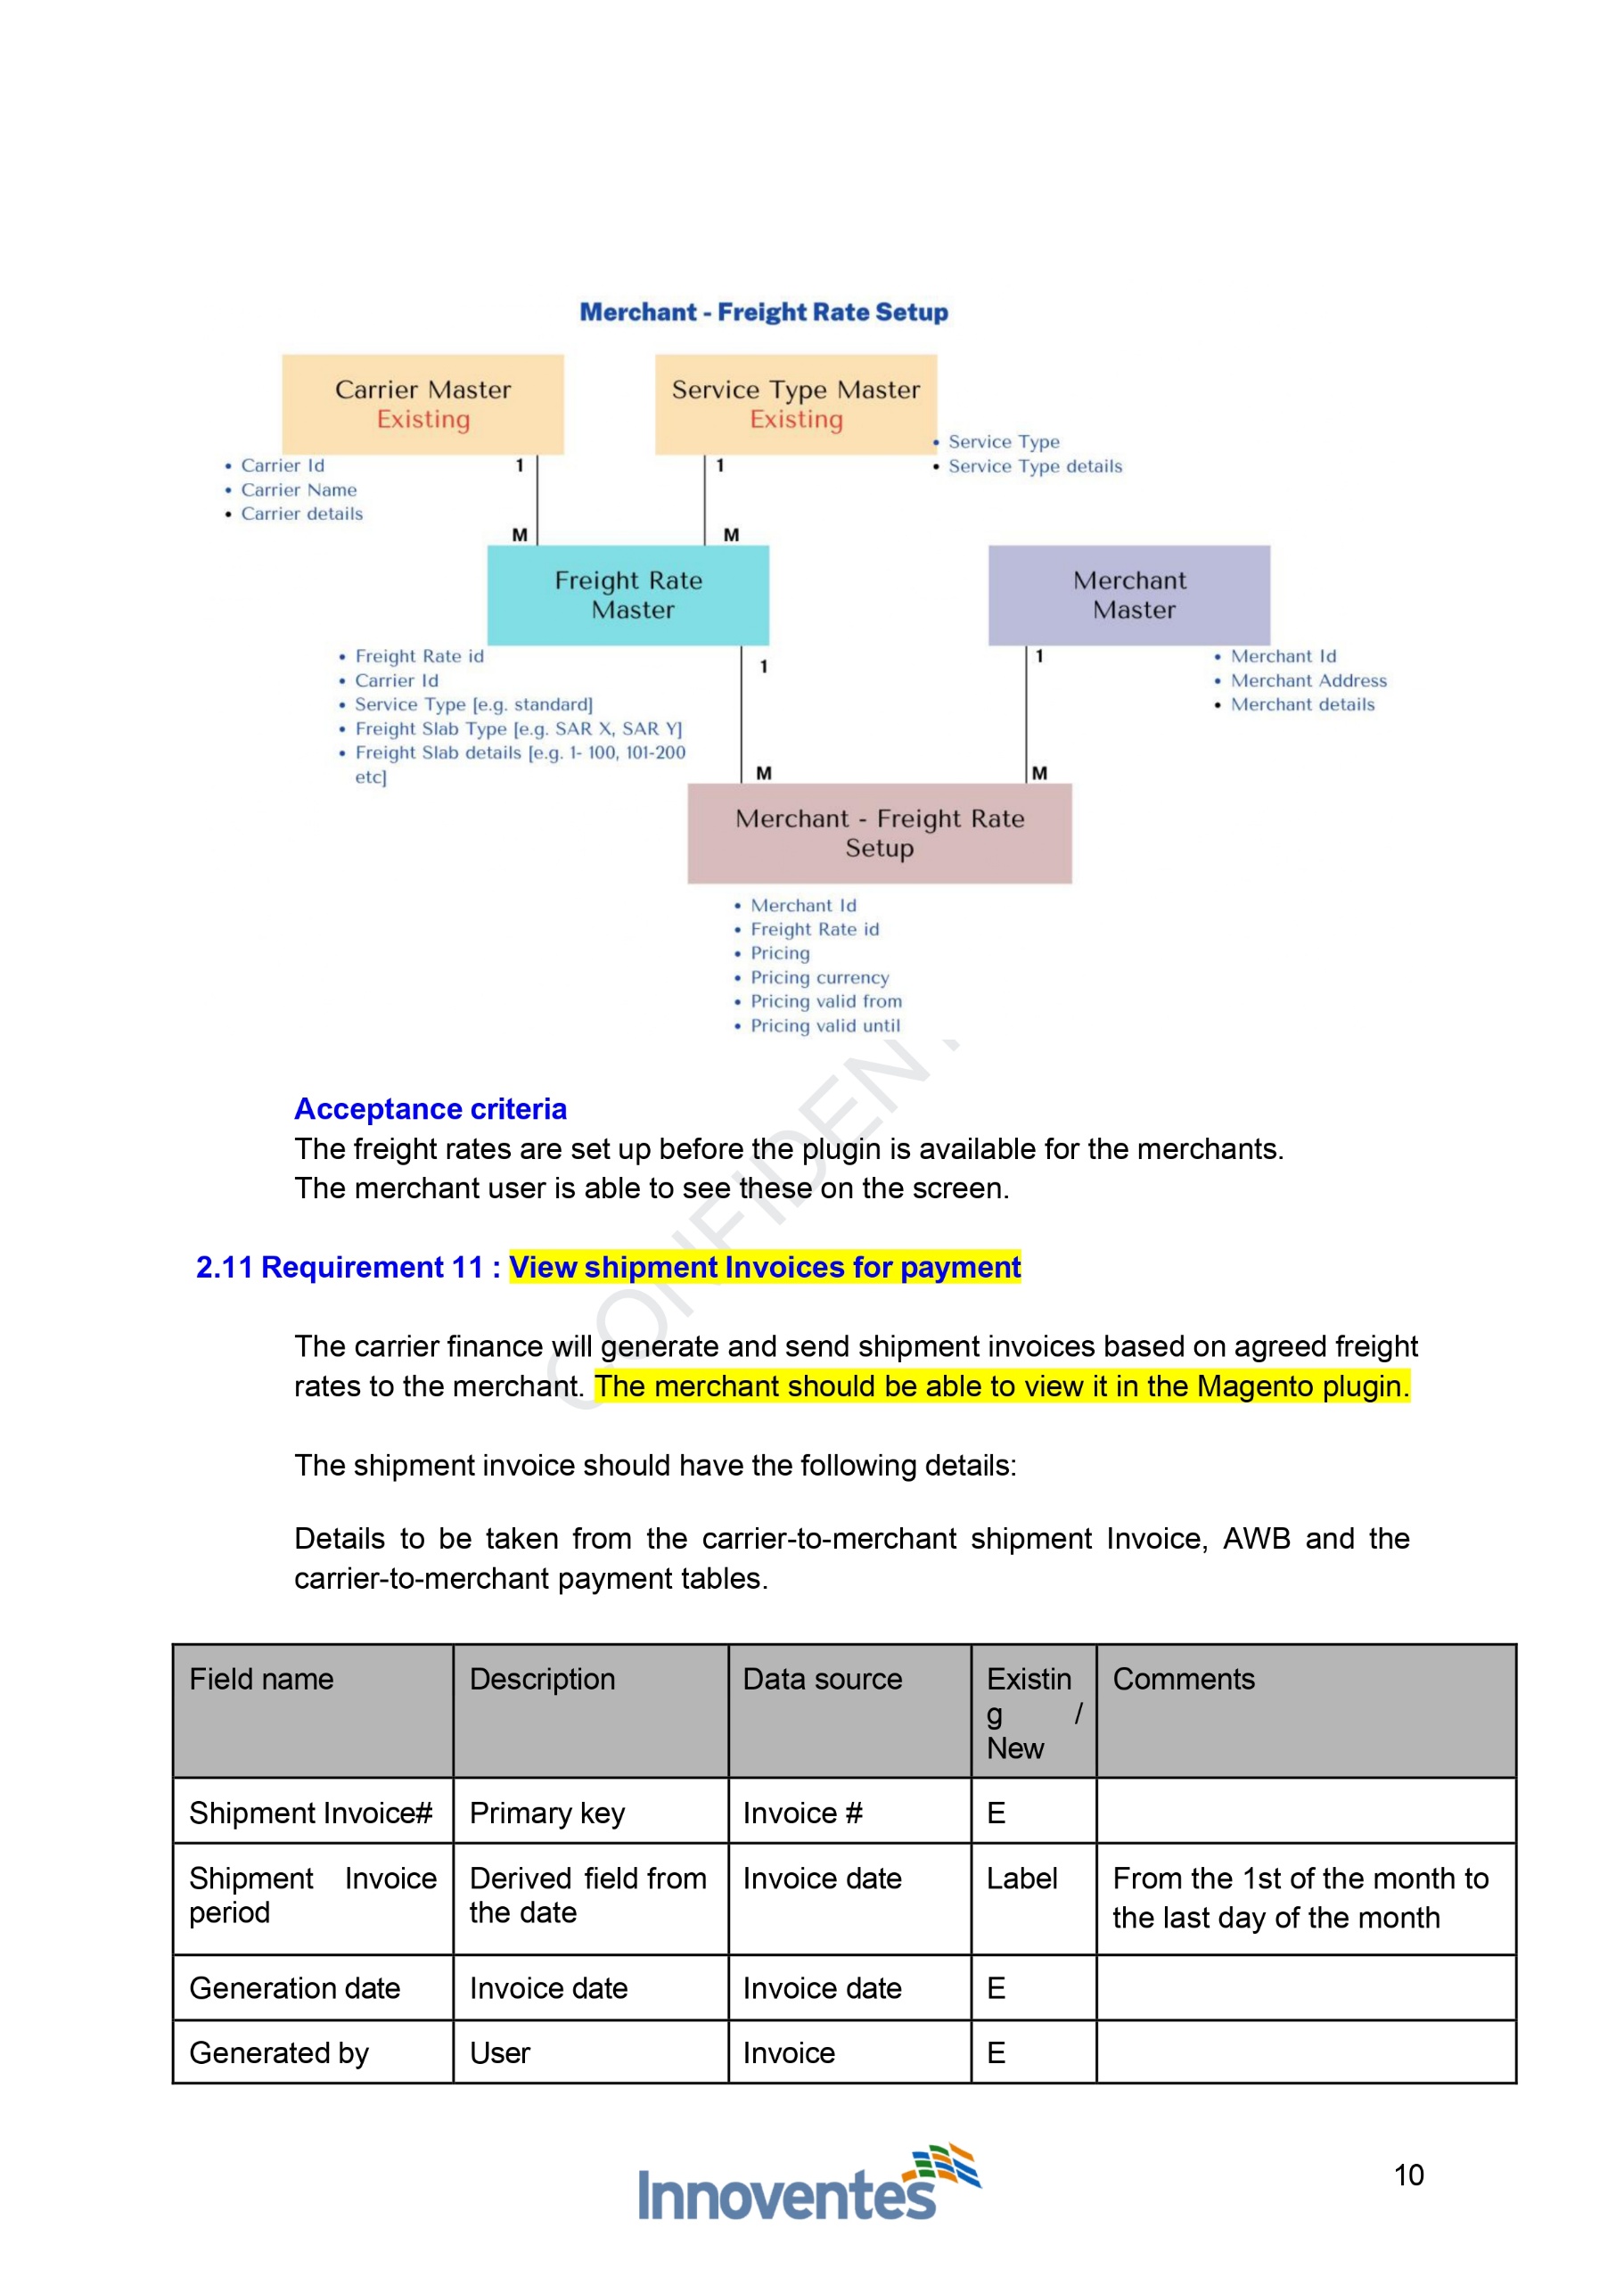 Merchant - Freight Rate Setup
Carrier Master
Existing
Service Type Master
Existing
• Service Type
• Service Type details
• Carrier Id
• Carrier Name
• Carrier details
1
1
M
M
Freight Rate
Master
Merchant
Master
• Freight Rate id
• Carrier Id
• Service Type [e.g. standard]
• Freight Slab Type [e.g. SAR X, SAR Y]
• Freight Slab details [e.g. 1- 100, 101-200
etc]
1
1
• Merchant Id
• Merchant Address
• Merchant details
M
M
Merchant - Freight Rate
Setup
• Merchant Id
• Freight Rate id
• Pricing
• Pricing currency
• Pricing valid from
• Pricing valid until
Acceptance criteria
The freight rates are set up before the plugin is available for the merchants.
The merchant user is able to see these on the screen.
2.11 Requirement 11 : View shipment Invoices for payment
The carrier finance will generate and send shipment invoices based on agreed freight
rates to the merchant. The merchant should be able to view it in the Magento plugin.
The shipment invoice should have the following details:
Details to be taken from the carrier-to-merchant shipment Invoice, AWB and the
carrier-to-merchant payment tables.
Field name
Description
Data source
Existin
g /
New
Comments
Shipment Invoice#
Primary key
Invoice #
E
Shipment Invoice
period
Derived field from
the date
Invoice date
Label
From the 1st of the month to
the last day of the month
Generation date
Invoice date
Invoice date
E
Generated by
User
Invoice
E
Innoventes
10